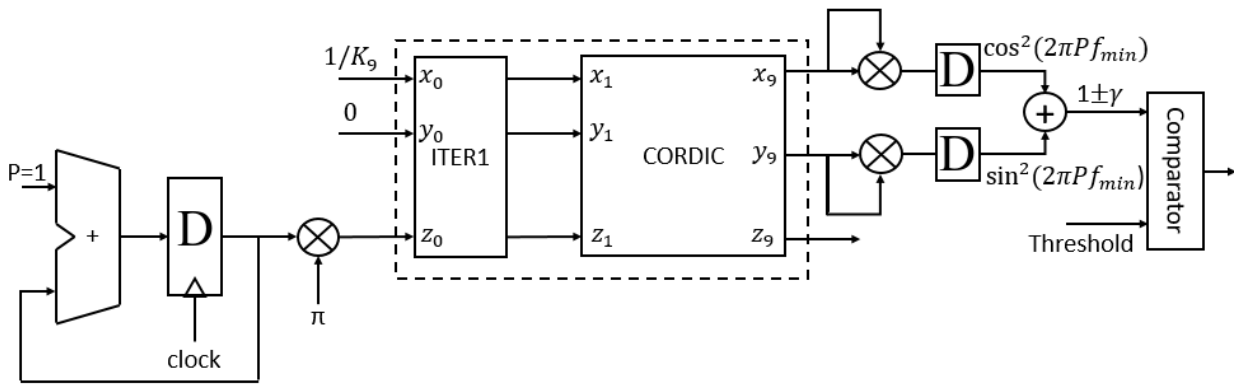 P=1
+
D
clock
π
1/K₉
0
x₀
y₀
ITER1
z₀
x₁
y₁
CORDIC
z₁
x₉
y₉
z₉
D
cos²(2πPf_min)
D
sin²(2πPf_min)
+
1±γ
Threshold
Comparator